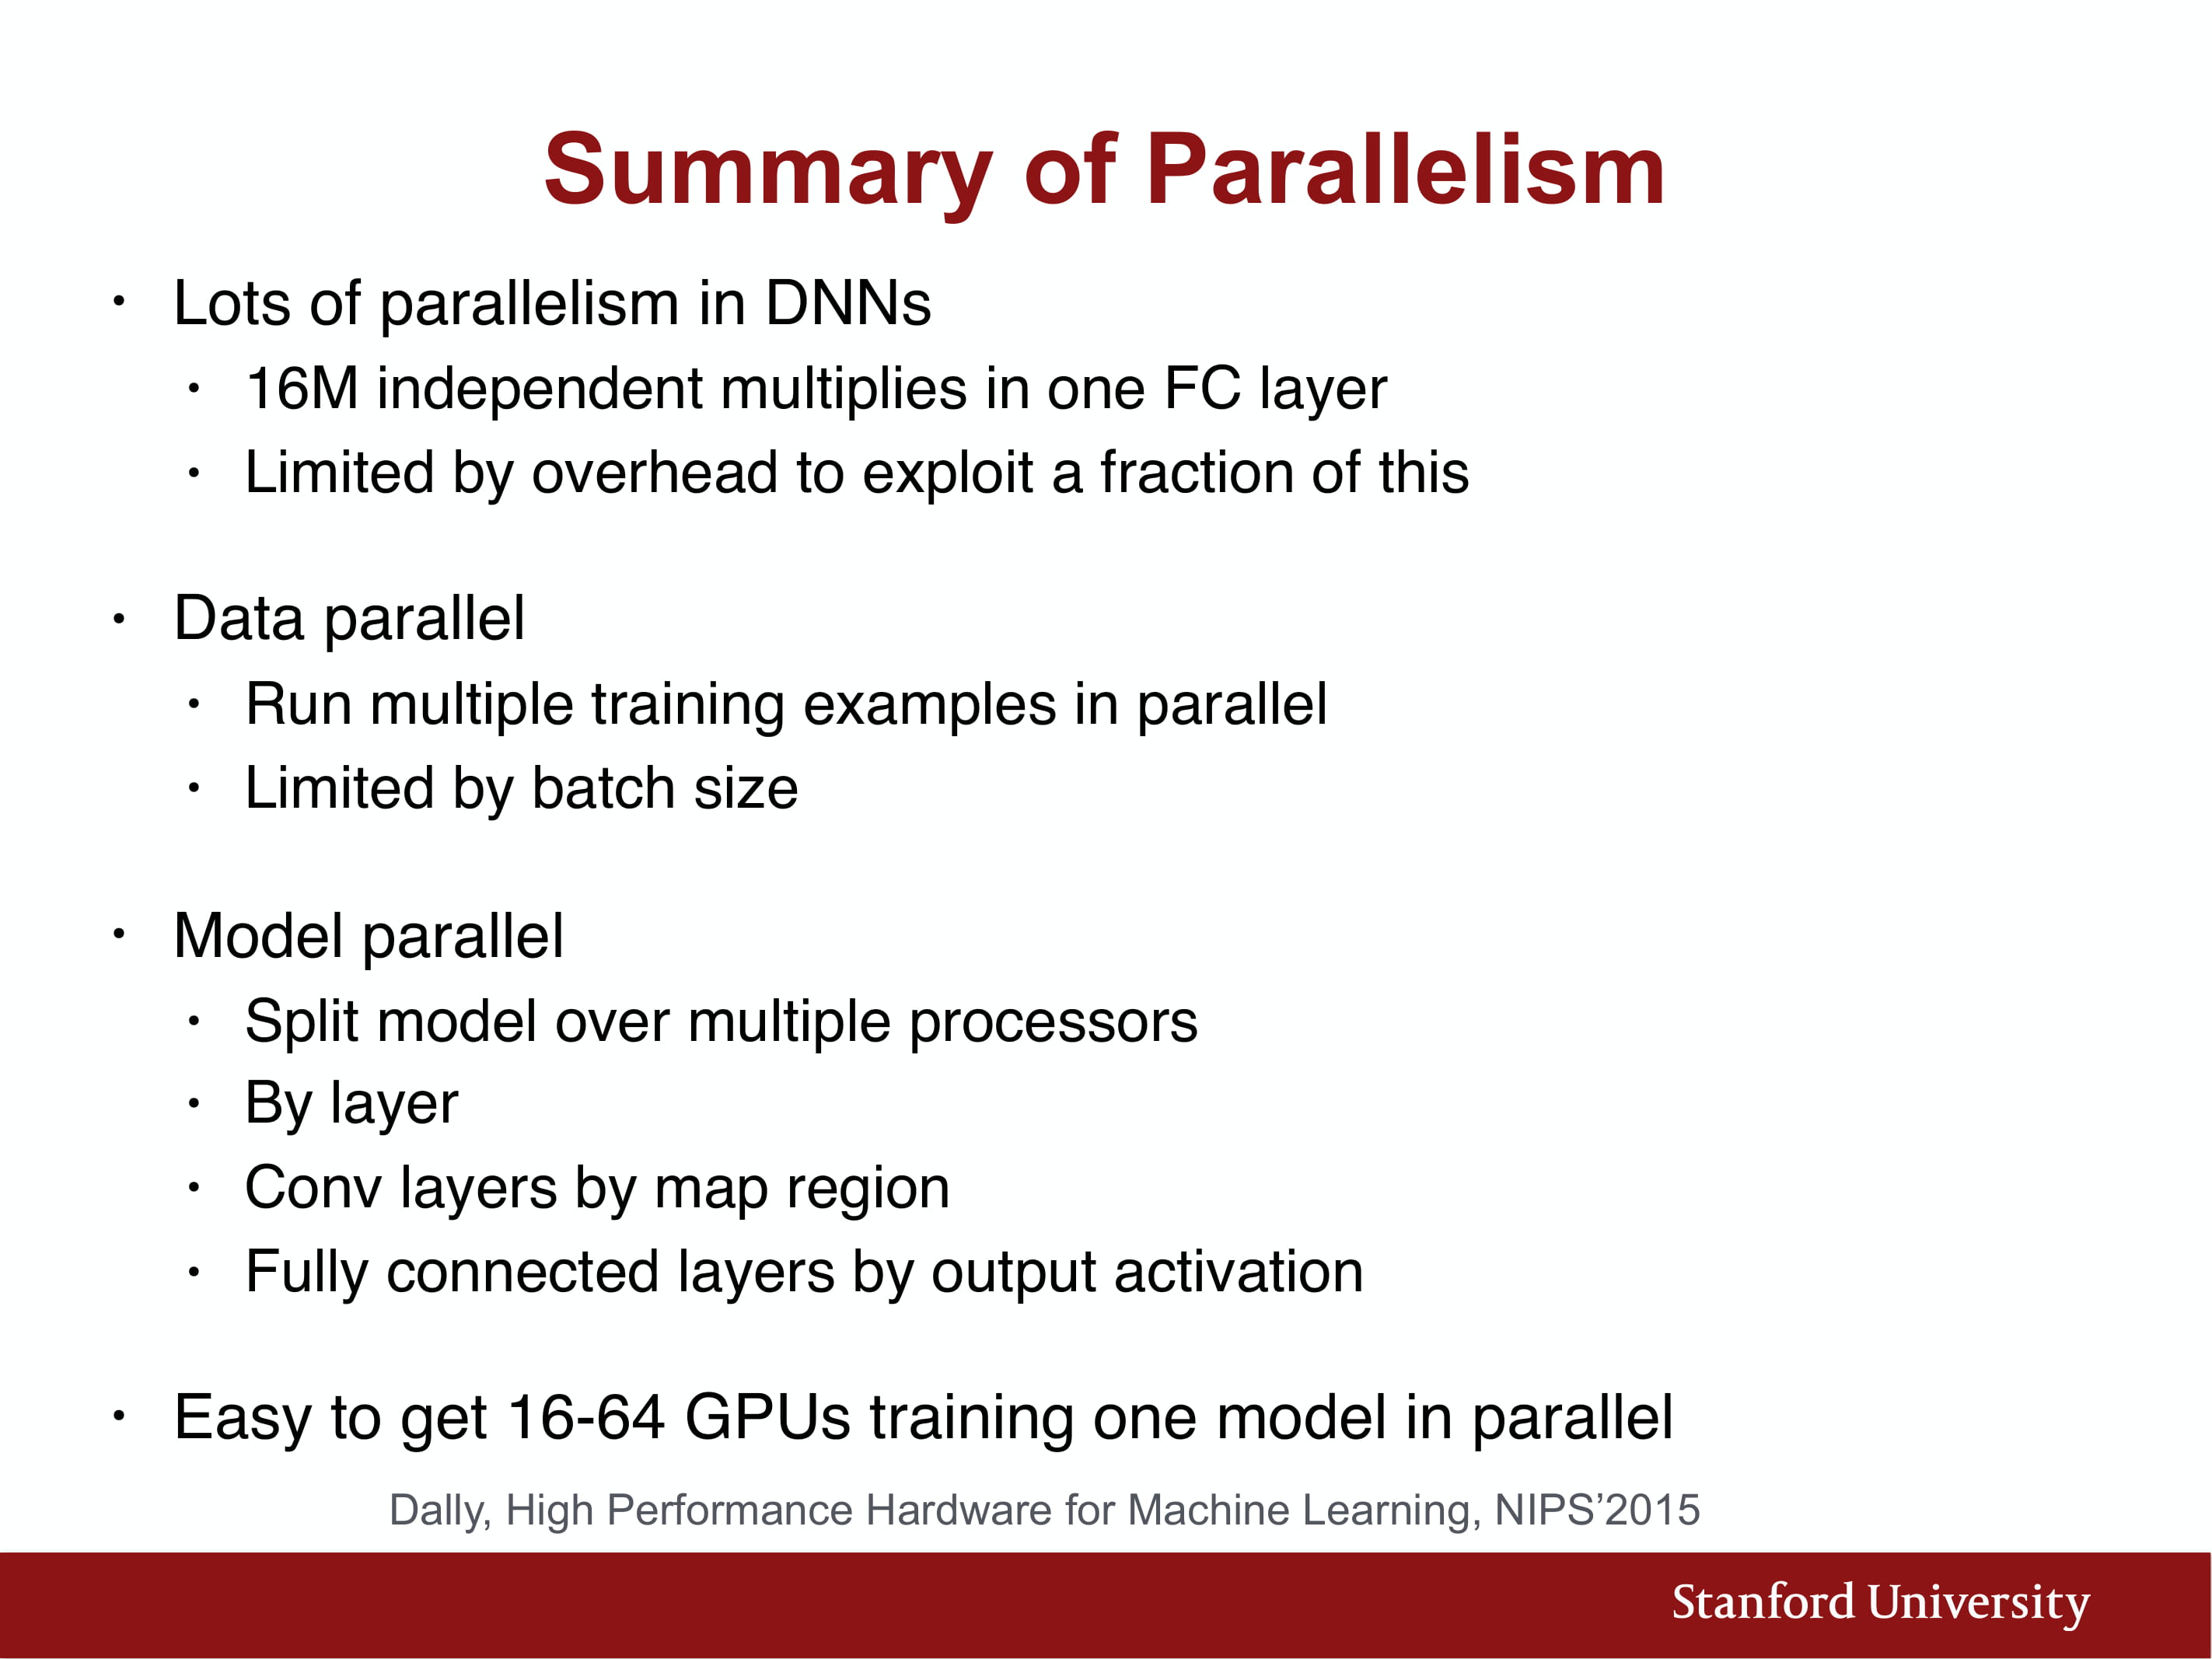 Summary of Parallelism
• Lots of parallelism in DNNs
• 16M independent multiplies in one FC layer
• Limited by overhead to exploit a fraction of this
• Data parallel
• Run multiple training examples in parallel
• Limited by batch size
• Model parallel
• Split model over multiple processors
• By layer
• Conv layers by map region
• Fully connected layers by output activation
• Easy to get 16-64 GPUs training one model in parallel
Dally, High Performance Hardware for Machine Learning, NIPS’2015
Stanford University